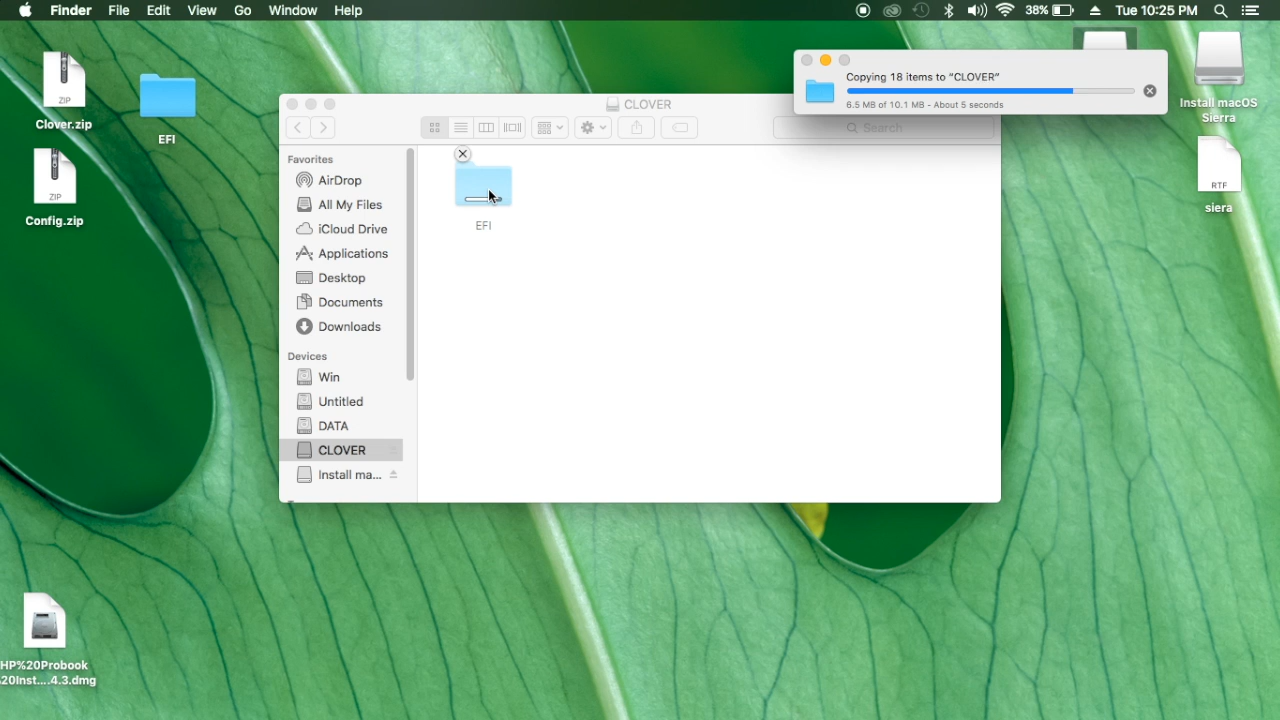 Finder File Edit View Go Window Help 38% Tue 10:25 PM
ZIP
Clover.zip
EFI
ZIP
Config.zip
Copying 18 items to “CLOVER”
6.5 MB of 10.1 MB - About 5 seconds
Install macOS
Sierra
RTF
siera
CLOVER
Search
Favorites
AirDrop
All My Files
iCloud Drive
Applications
Desktop
Documents
Downloads
Devices
Win
Untitled
DATA
CLOVER
Install ma...
EFI
HP%20Probook
%20Inst....4.3.dmg